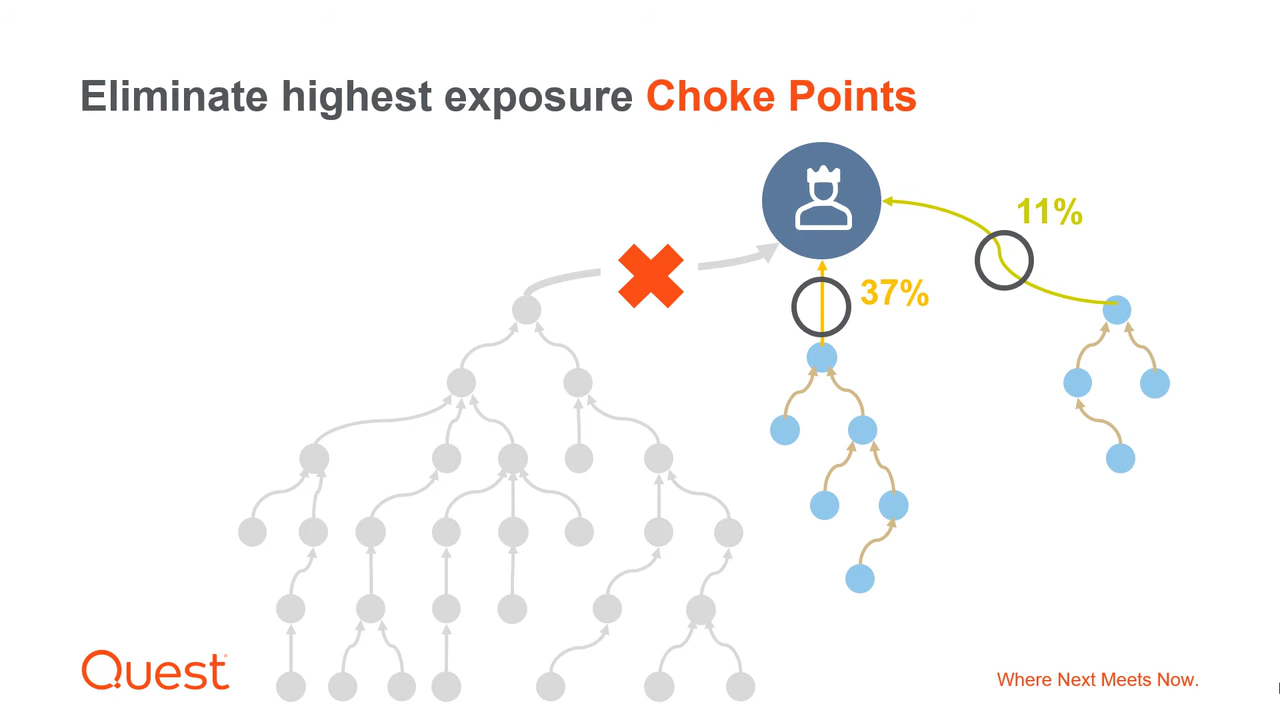 Eliminate highest exposure Choke Points
11%
37%
Quest
Where Next Meets Now.